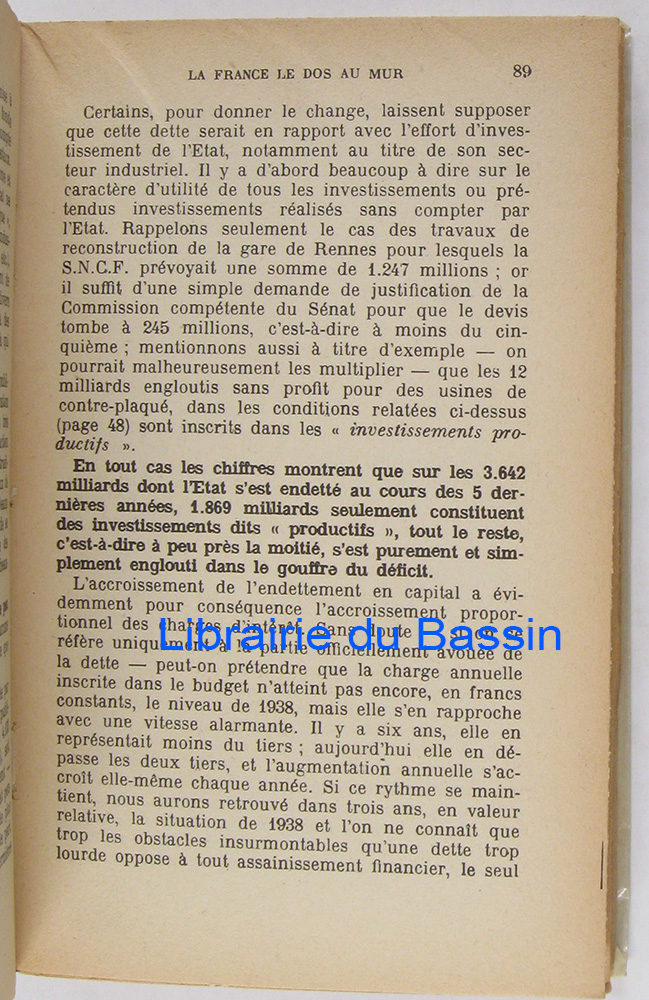 LA FRANCE LE DOS AU MUR 89
Certains, pour donner le change, laissent supposer
que cette dette serait en rapport avec l'effort d'inves-
tissement de l'Etat, notamment au titre de son sec-
teur industriel. Il y a d'abord beaucoup à dire sur le
caractère d'utilité de tous les investissements ou pré-
tendus investissements réalisés sans compter par
l'Etat. Rappelons seulement le cas des travaux de
reconstruction de la gare de Rennes pour lesquels la
S.N.C.F. prévoyait une somme de 1.247 millions ; or
il suffit d'une simple demande de justification de la
Commission compétente du Sénat pour que le devis
tombe à 245 millions, c'est-à-dire à moins du cin-
quième ; mentionnons aussi à titre d'exemple — on
pourrait malheureusement les multiplier — que les 12
milliards engloutis sans profit pour des usines de
contre-plaqué, dans les conditions relatées ci-dessus
(page 48) sont inscrits dans les « investissements pro-
ductifs ».
En tout cas les chiffres montrent que sur les 3.642
milliards dont l'Etat s'est endetté au cours des 5 der-
nières années, 1.869 milliards seulement constituent
des investissements dits « productifs », tout le reste,
c'est-à-dire à peu près la moitié, s'est purement et sim-
plement englouti dans le gouffre du déficit.
L'accroissement de l'endettement en capital a évi-
demment pour conséquence l'accroissement propor-
tionnel des charges d'intérêt. Sans doute — si on se
réfère uniquement à la partie officiellement avouée de
Librairie du Bassin
la dette — peut-on prétendre que la charge annuelle
inscrite dans le budget n'atteint pas encore, en francs
constants, le niveau de 1938, mais elle s'en rapproche
avec une vitesse alarmante. Il y a six ans, elle en
représentait moins du tiers ; aujourd'hui elle en dé-
passe les deux tiers, et l'augmentation annuelle s'ac-
croît elle-même chaque année. Si ce rythme se main-
tient, nous aurons retrouvé dans trois ans, en valeur
relative, la situation de 1938 et l'on ne connaît que
trop les obstacles insurmontables qu'une dette trop
lourde oppose à tout assainissement financier, le seul